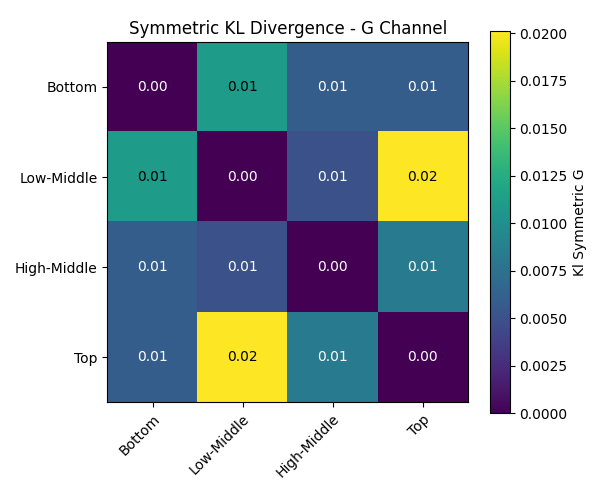 Symmetric KL Divergence - G Channel
Bottom
Low-Middle
High-Middle
Top
0.00 0.01 0.01 0.01
0.01 0.00 0.01 0.02
0.01 0.01 0.00 0.01
0.01 0.02 0.01 0.00
Bottom
Low-Middle
High-Middle
Top
0.0200
0.0175
0.0150
0.0125
0.0100
0.0075
0.0050
0.0025
0.0000
Kl Symmetric G